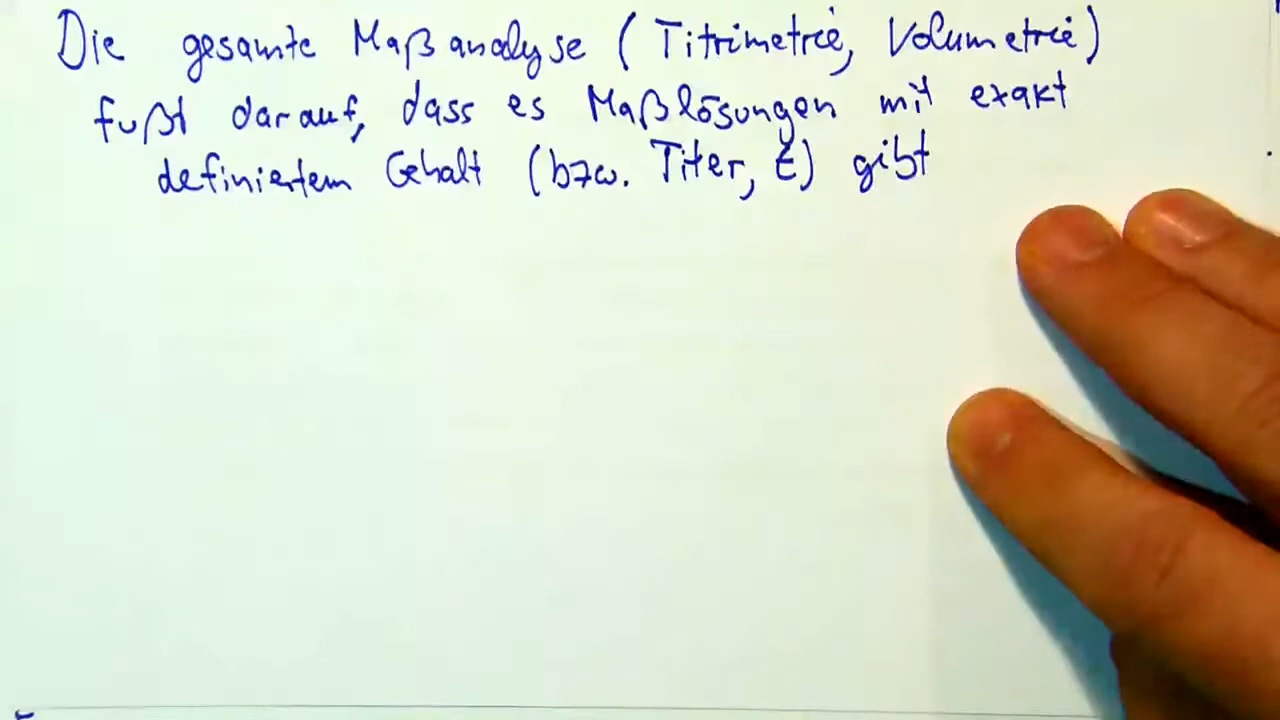 Die gesamte Maßanalyse (Titrimetrie, Volumetrie)
fußt darauf, dass es Maßlösungen mit exakt
definiertem Gehalt (bzw. Titer, t) gibt